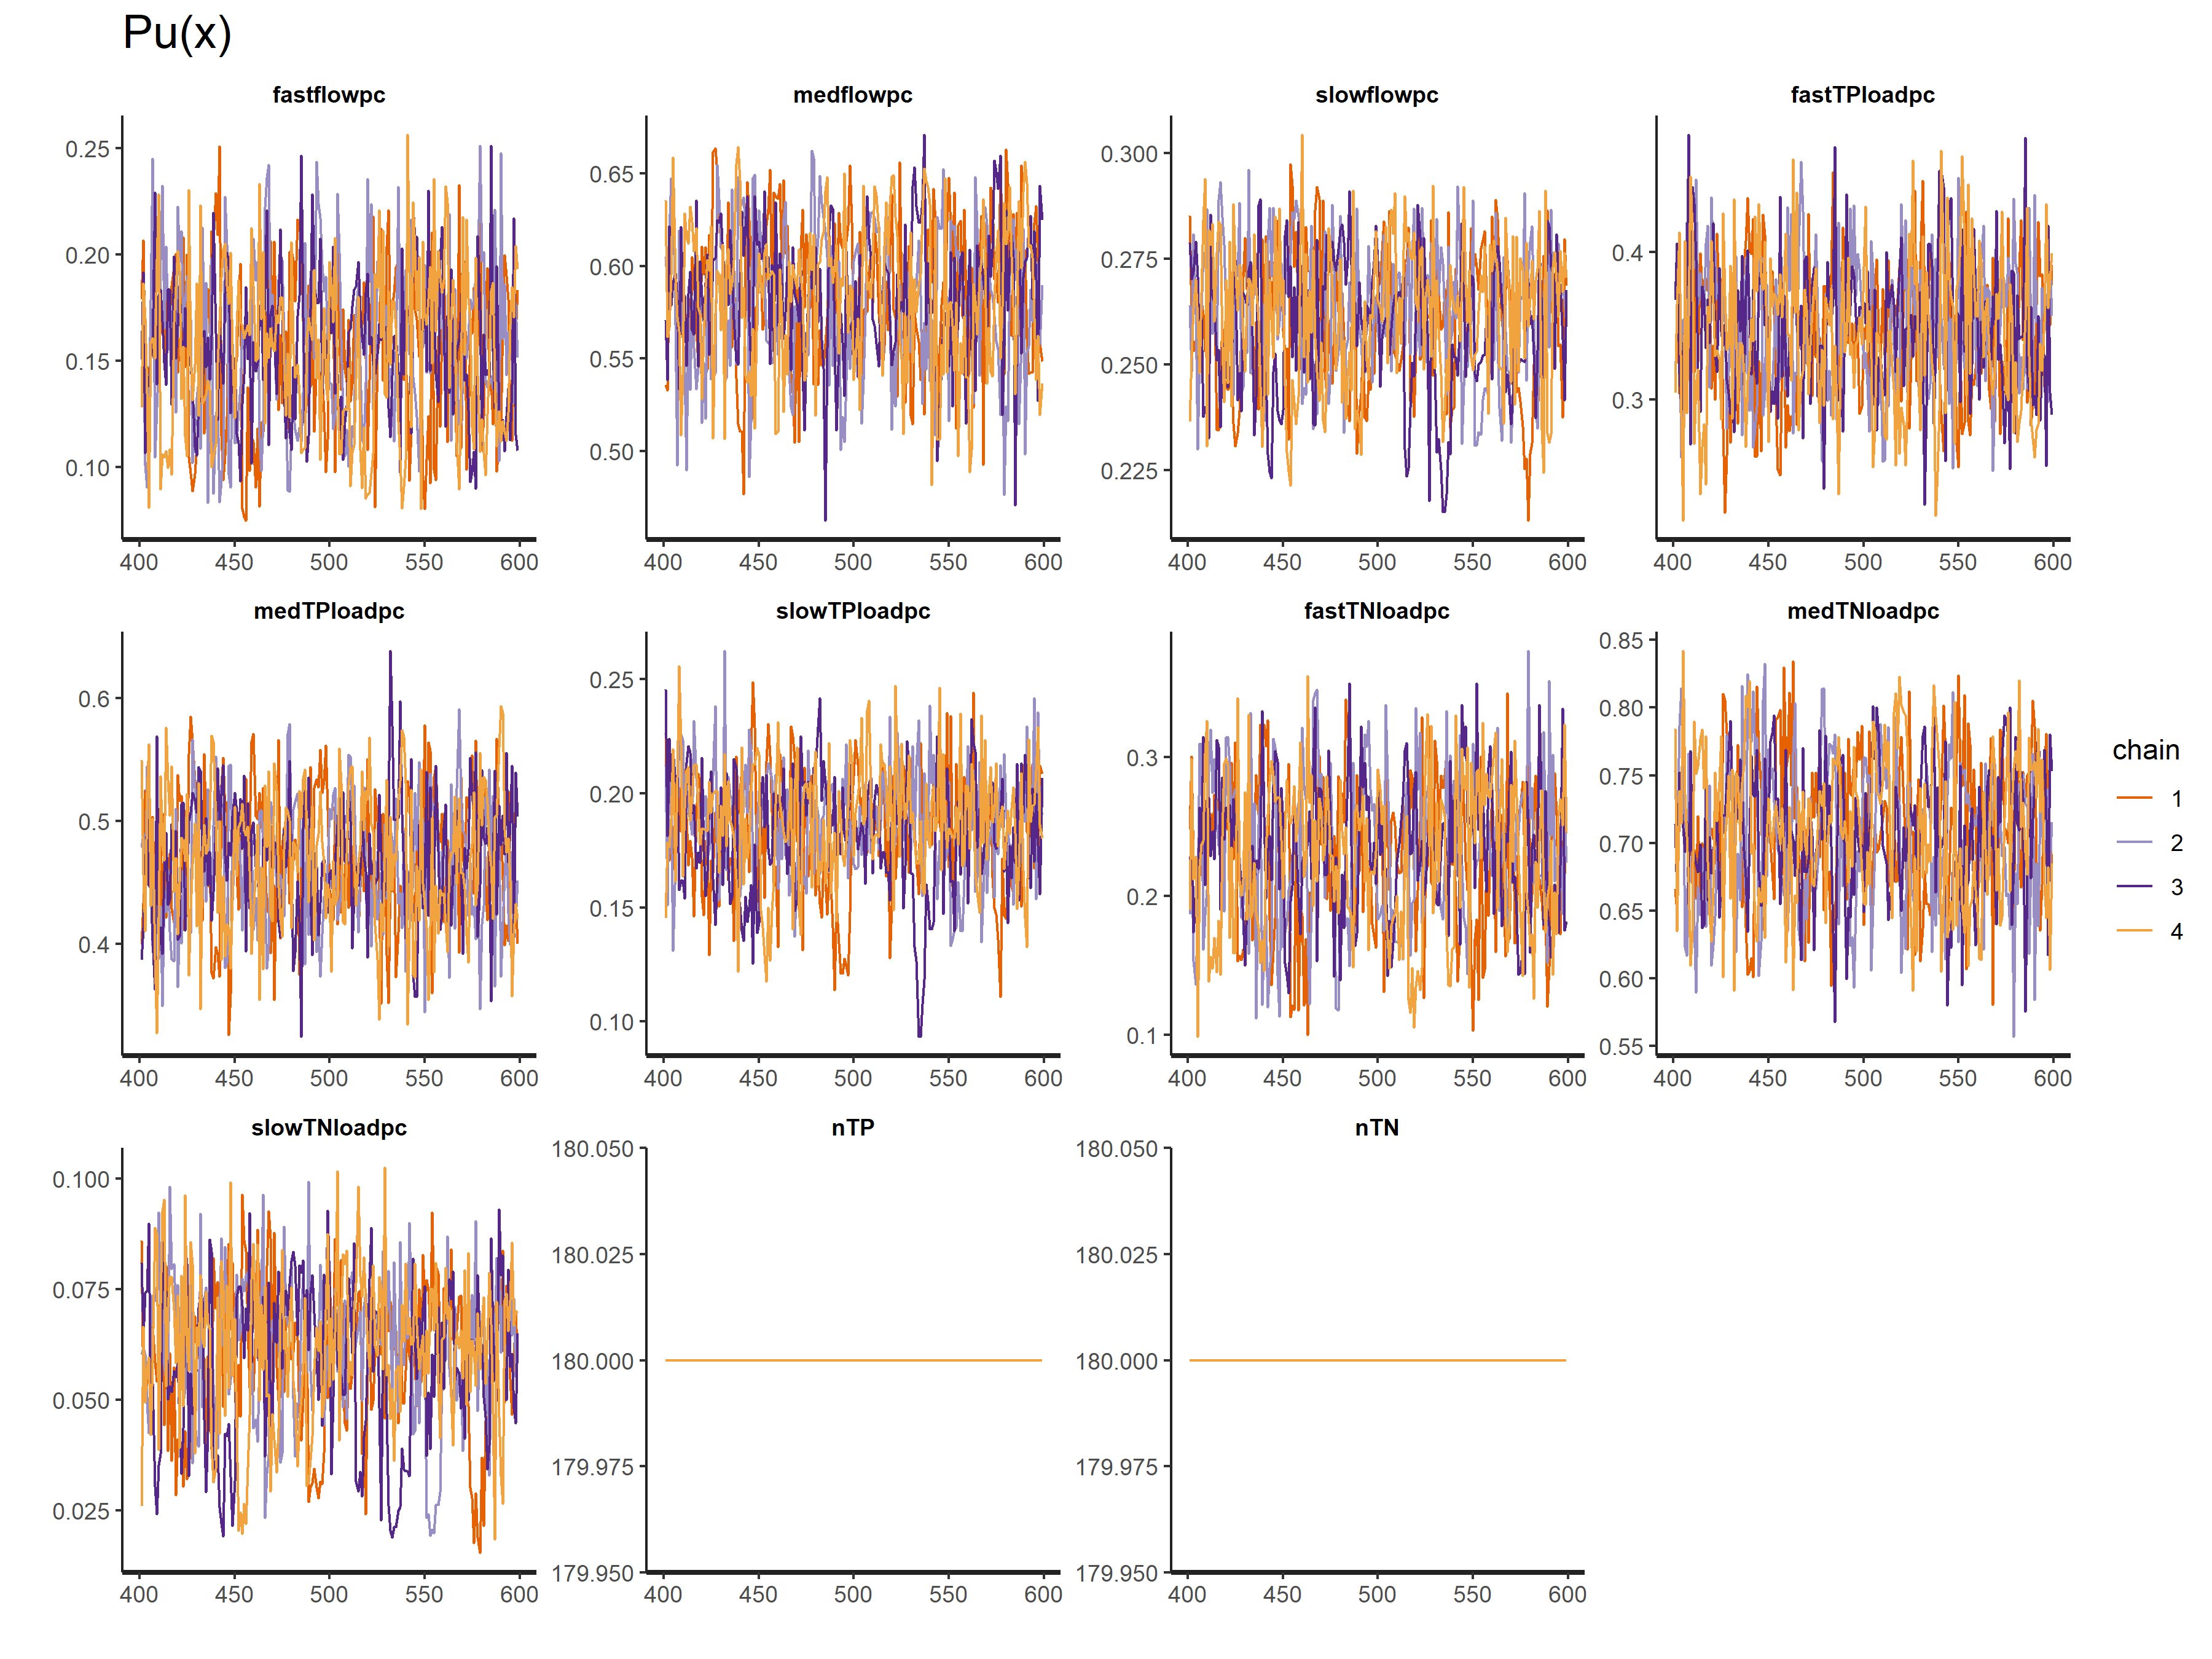 Pu(x)
fastflowpc medflowpc slowflowpc fastTPloadpc
0.25 0.20 0.15 0.10
400 450 500 550 600
0.65 0.60 0.55 0.50
400 450 500 550 600
0.300 0.275 0.250 0.225
400 450 500 550 600
0.4 0.3
400 450 500 550 600
medTPloadpc slowTPloadpc fastTNloadpc medTNloadpc
0.6 0.5 0.4
400 450 500 550 600
0.25 0.20 0.15 0.10
400 450 500 550 600
0.3 0.2 0.1
400 450 500 550 600
0.85 0.80 0.75 0.70 0.65 0.60 0.55
400 450 500 550 600
slowTNloadpc nTP nTN
0.100 0.075 0.050 0.025
400 450 500 550 600
180.050 180.025 180.000 179.975 179.950
400 450 500 550 600
180.050 180.025 180.000 179.975 179.950
400 450 500 550 600
chain
1
2
3
4